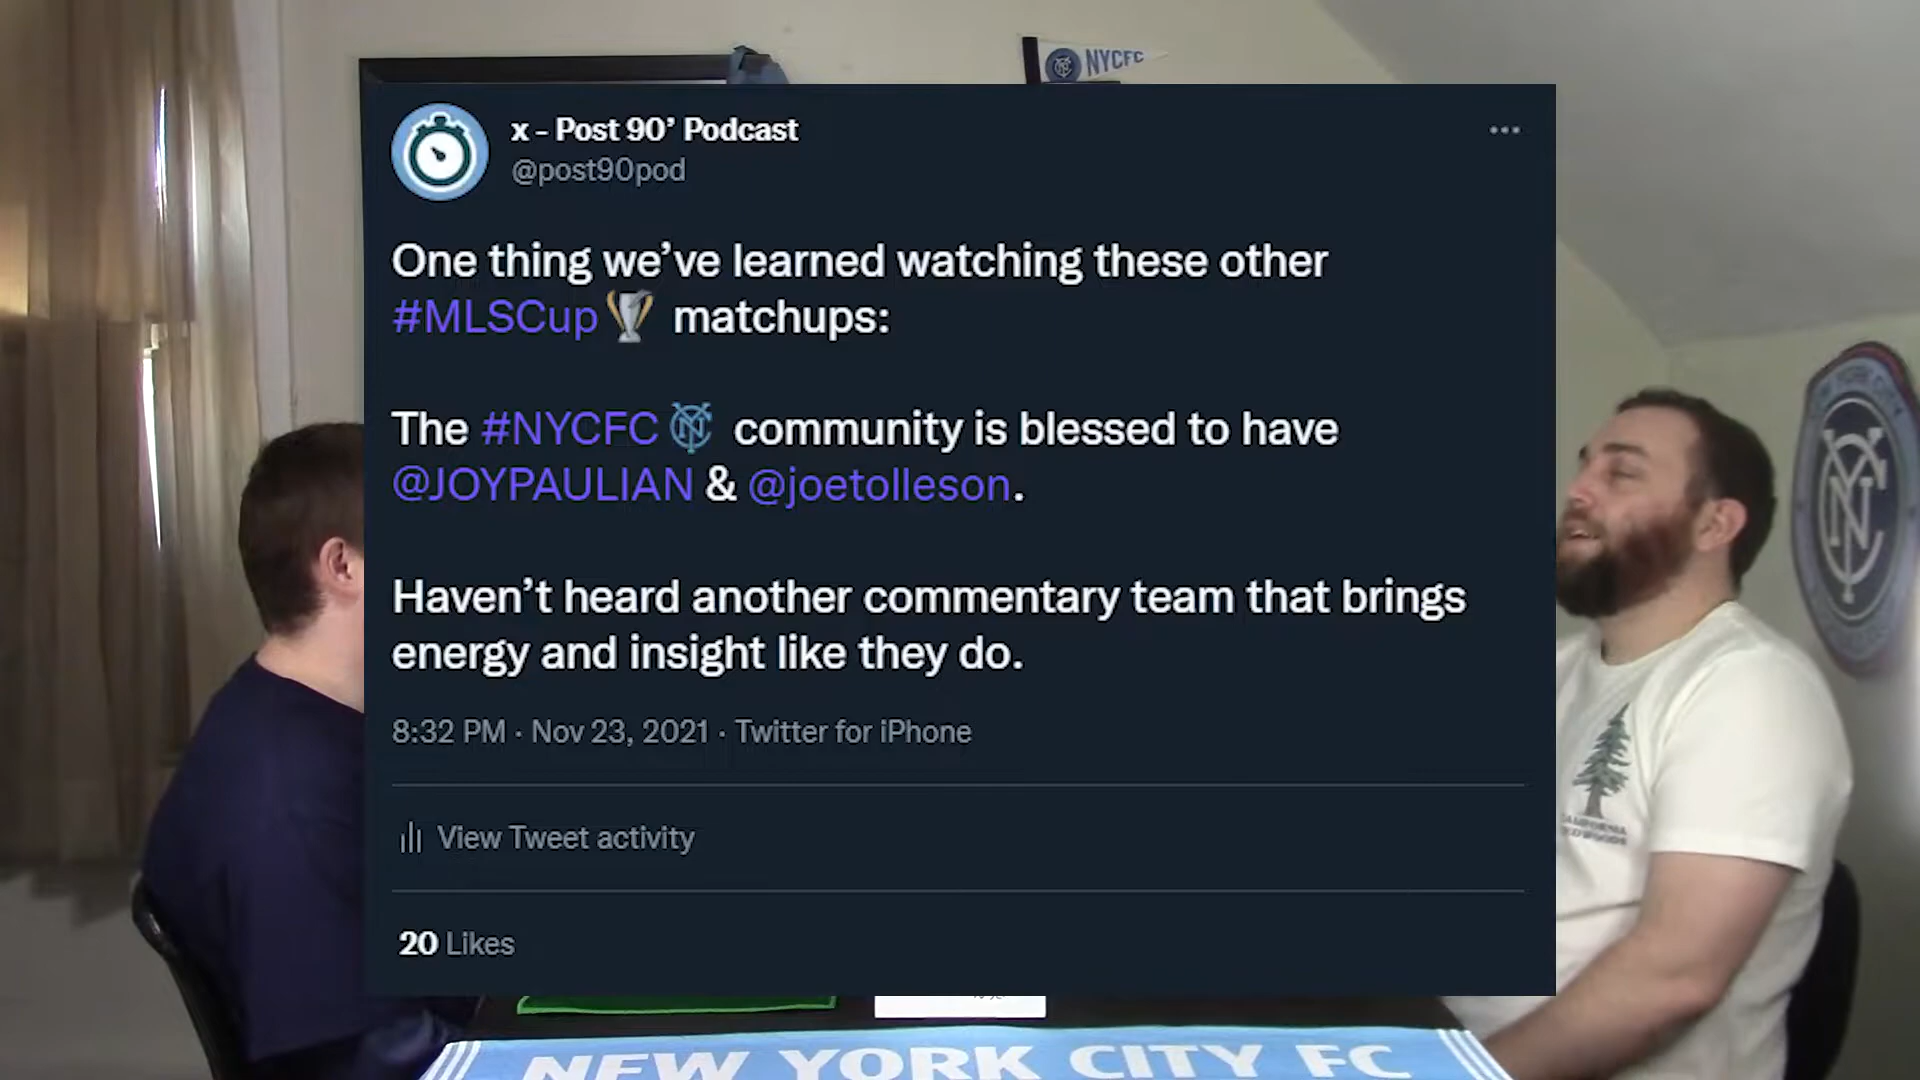 NYCFC
x - Post 90’ Podcast
@post90pod
One thing we’ve learned watching these other
#MLSCup matchups:
The #NYCFC community is blessed to have
@JOYPAULIAN & @joetolleson.
Haven’t heard another commentary team that brings
energy and insight like they do.
8:32 PM · Nov 23, 2021 · Twitter for iPhone
View Tweet activity
20 Likes
NEW YORK CITY FC